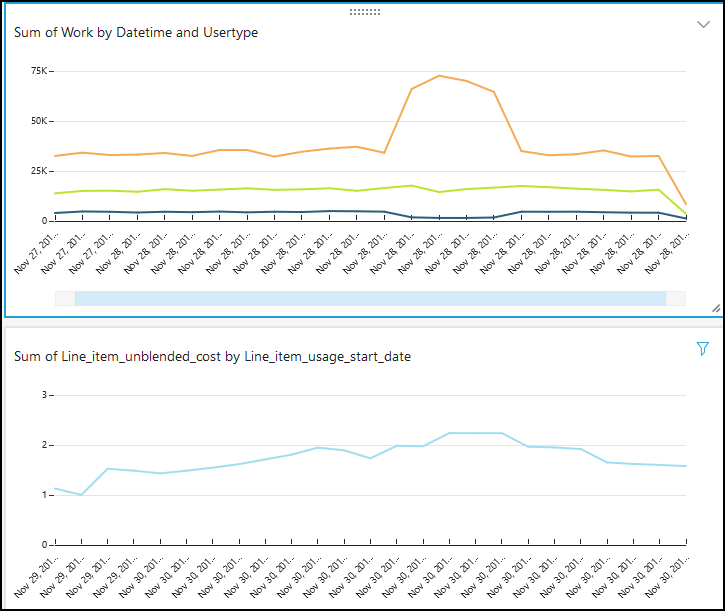 Sum of Work by Datetime and Usertype
75K
50K
25K
0
Nov 27, 201... Nov 27, 201... Nov 27, 201... Nov 28, 201... Nov 28, 201... Nov 28, 201... Nov 28, 201... Nov 28, 201... Nov 28, 201... Nov 28, 201... Nov 28, 201... Nov 28, 201... Nov 28, 201... Nov 28, 201... Nov 28, 201... Nov 28, 201... Nov 28, 201... Nov 28, 201... Nov 28, 201... Nov 28, 201... Nov 28, 201... Nov 28, 201... Nov 28, 201... Nov 28, 201...
Sum of Line_item_unblended_cost by Line_item_usage_start_date
3
2
1
0
Nov 29, 201... Nov 29, 201... Nov 29, 201... Nov 29, 201... Nov 30, 201... Nov 30, 201... Nov 30, 201... Nov 30, 201... Nov 30, 201... Nov 30, 201... Nov 30, 201... Nov 30, 201... Nov 30, 201... Nov 30, 201... Nov 30, 201... Nov 30, 201... Nov 30, 201... Nov 30, 201... Nov 30, 201... Nov 30, 201... Nov 30, 201... Nov 30, 201... Nov 30, 201... Nov 30, 201... Nov 30, 201...